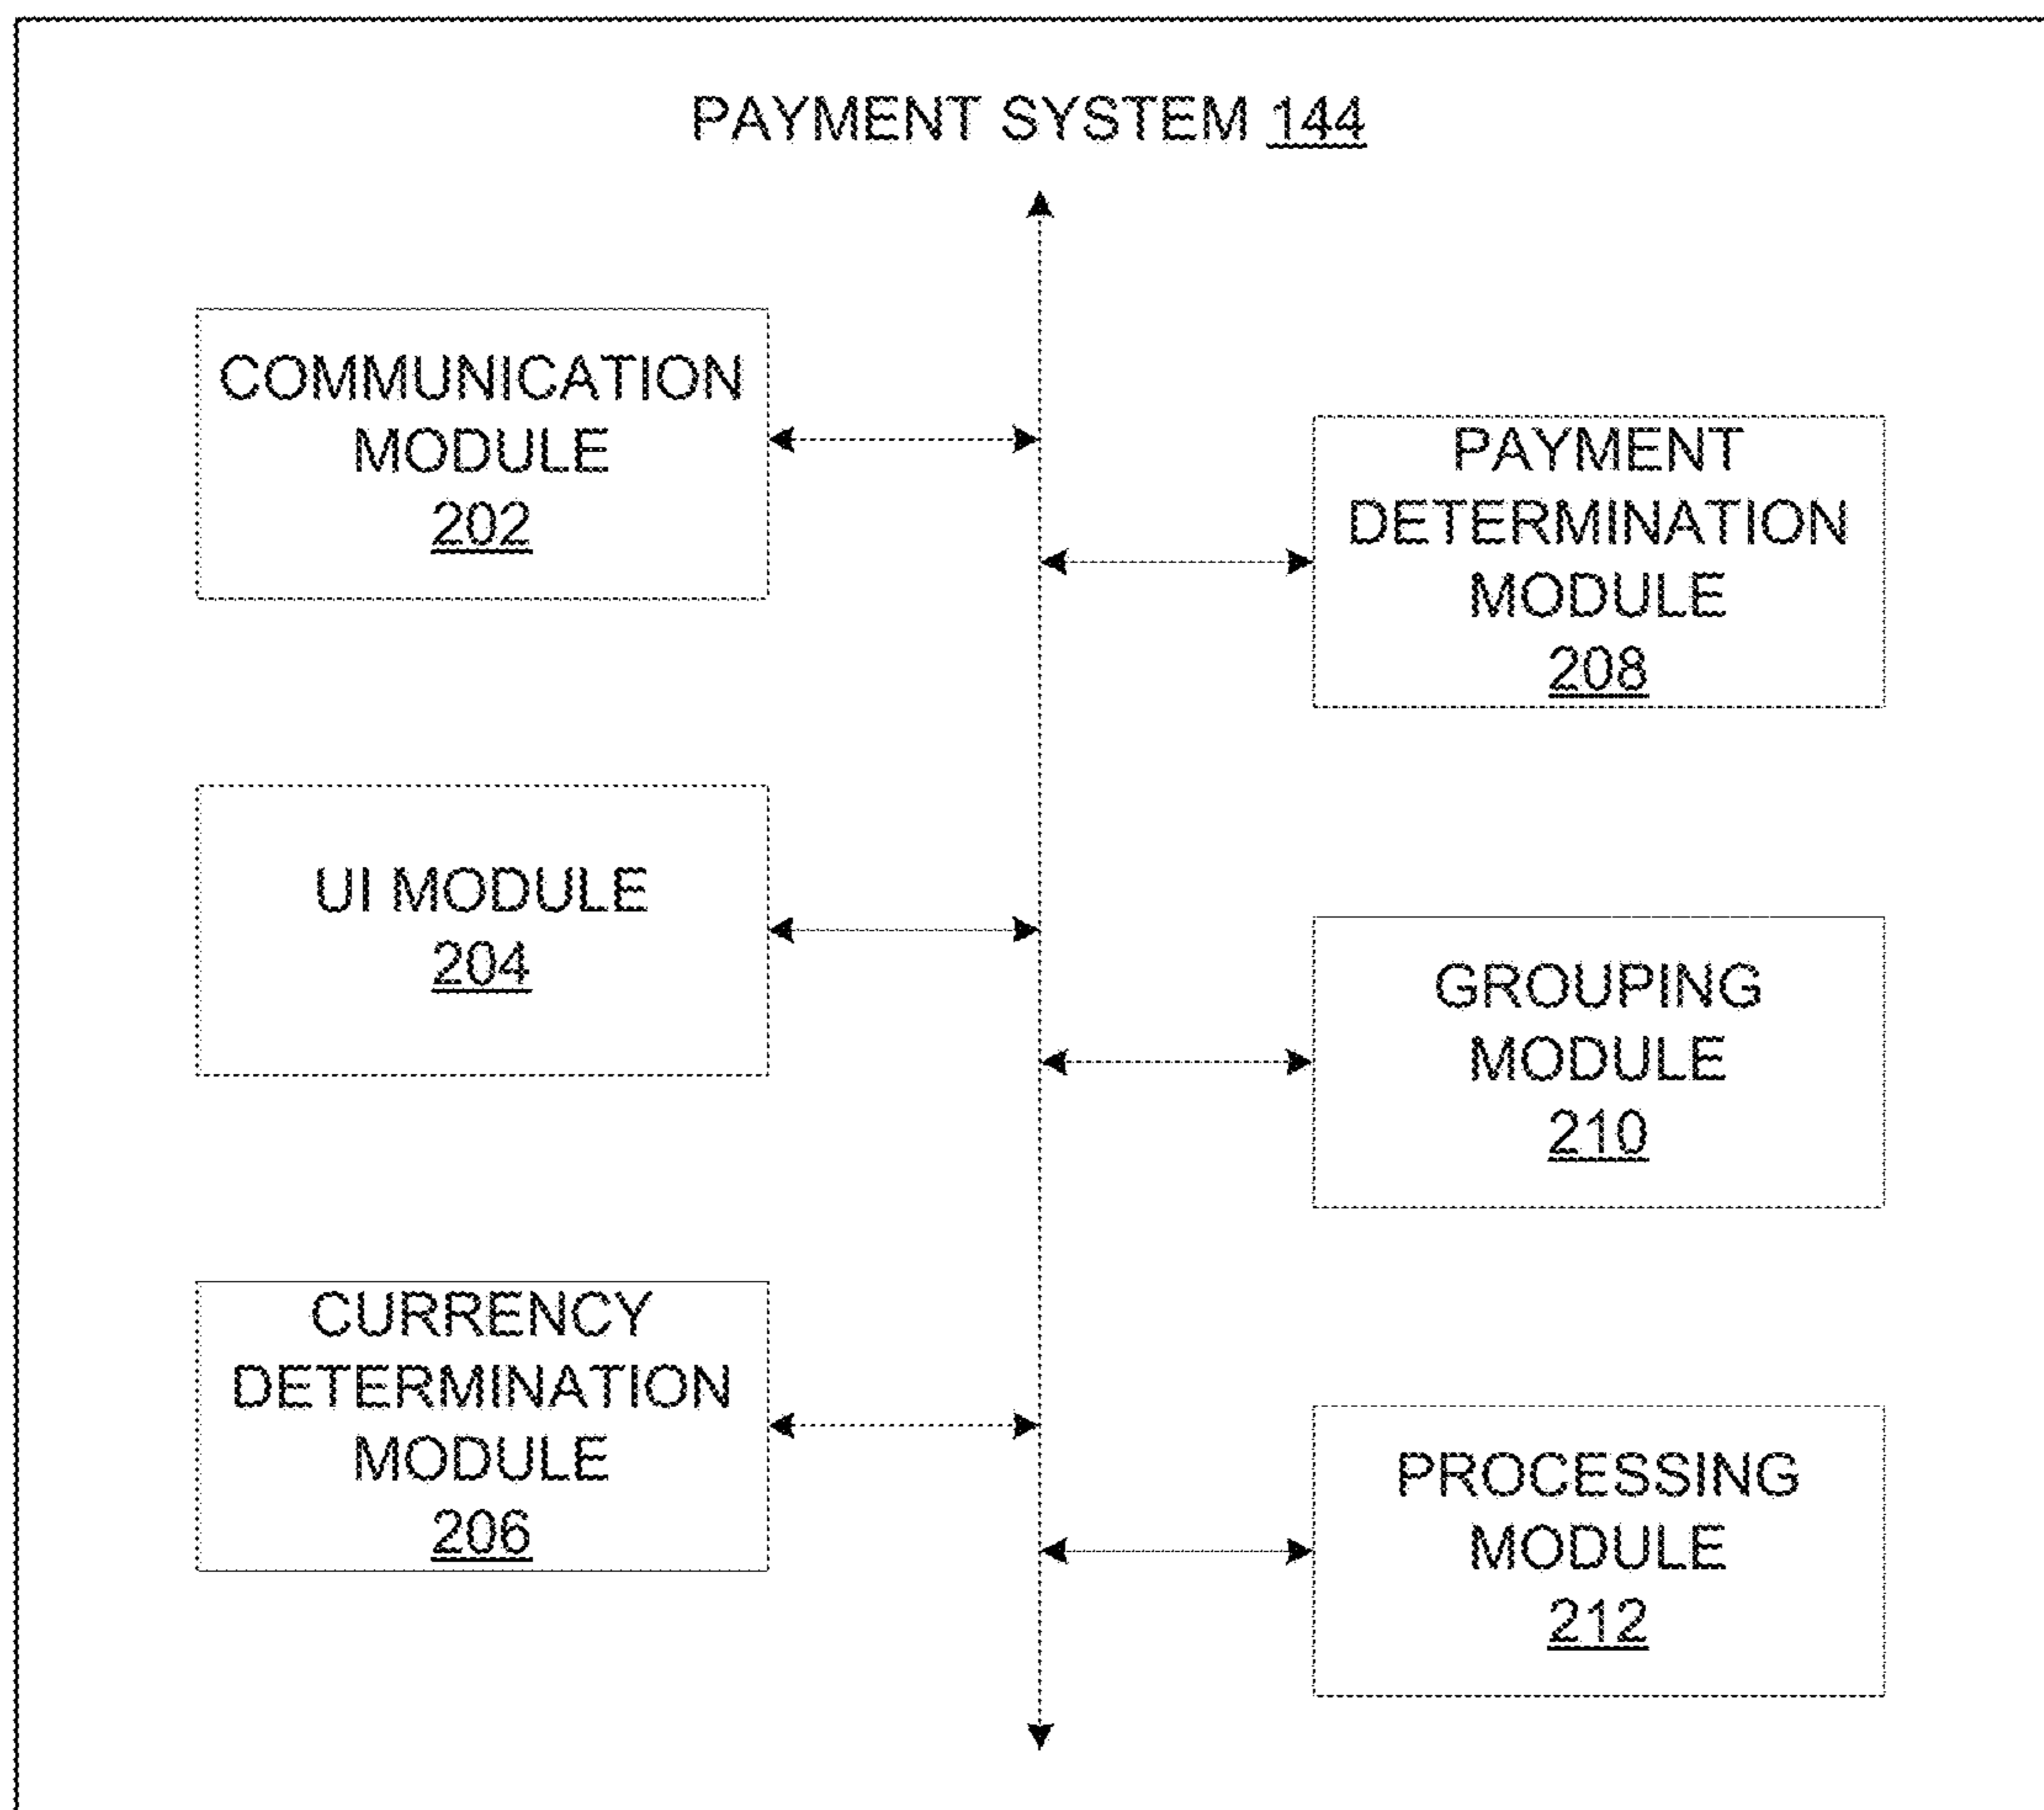 PAYMENT SYSTEM 144
COMMUNICATION
MODULE
202
PAYMENT
DETERMINATION
MODULE
208
UI MODULE
204
GROUPING
MODULE
210
CURRENCY
DETERMINATION
MODULE
206
PROCESSING
MODULE
212